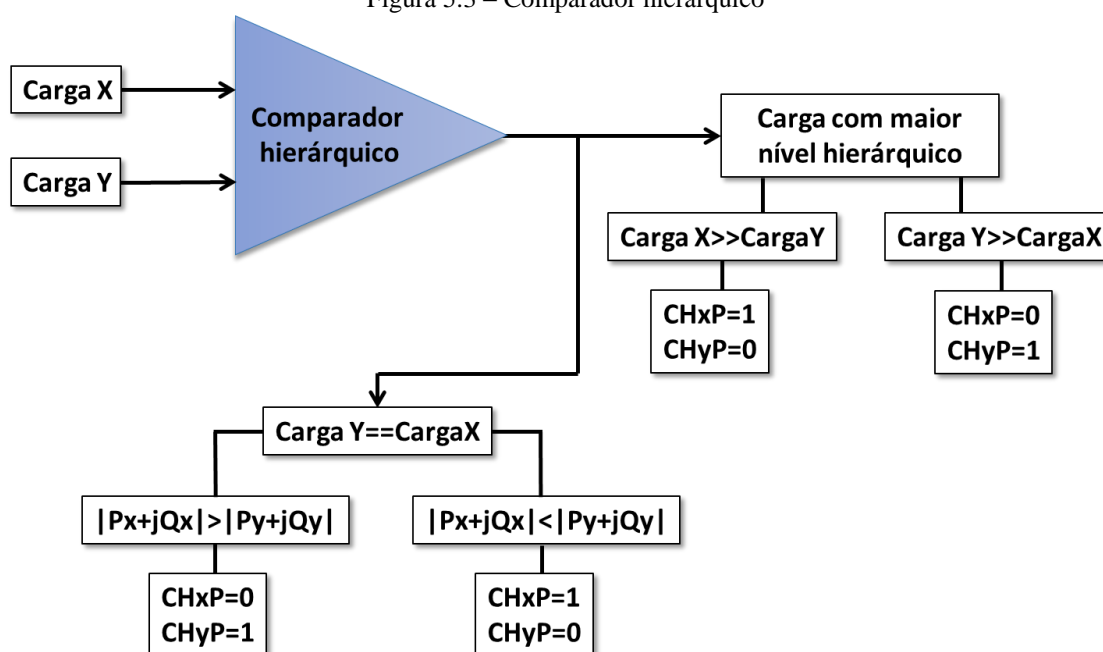 Figura 5.3 – Comparador hierárquico
Carga X
Carga Y
Comparador
hierárquico
Carga com maior
nível hierárquico
Carga X>>CargaY
Carga Y>>CargaX
CHxP=1
CHyP=0
CHxP=0
CHyP=1
Carga Y==CargaX
|Px+jQx|>|Py+jQy|
|Px+jQx|<|Py+jQy|
CHxP=0
CHyP=1
CHxP=1
CHyP=0